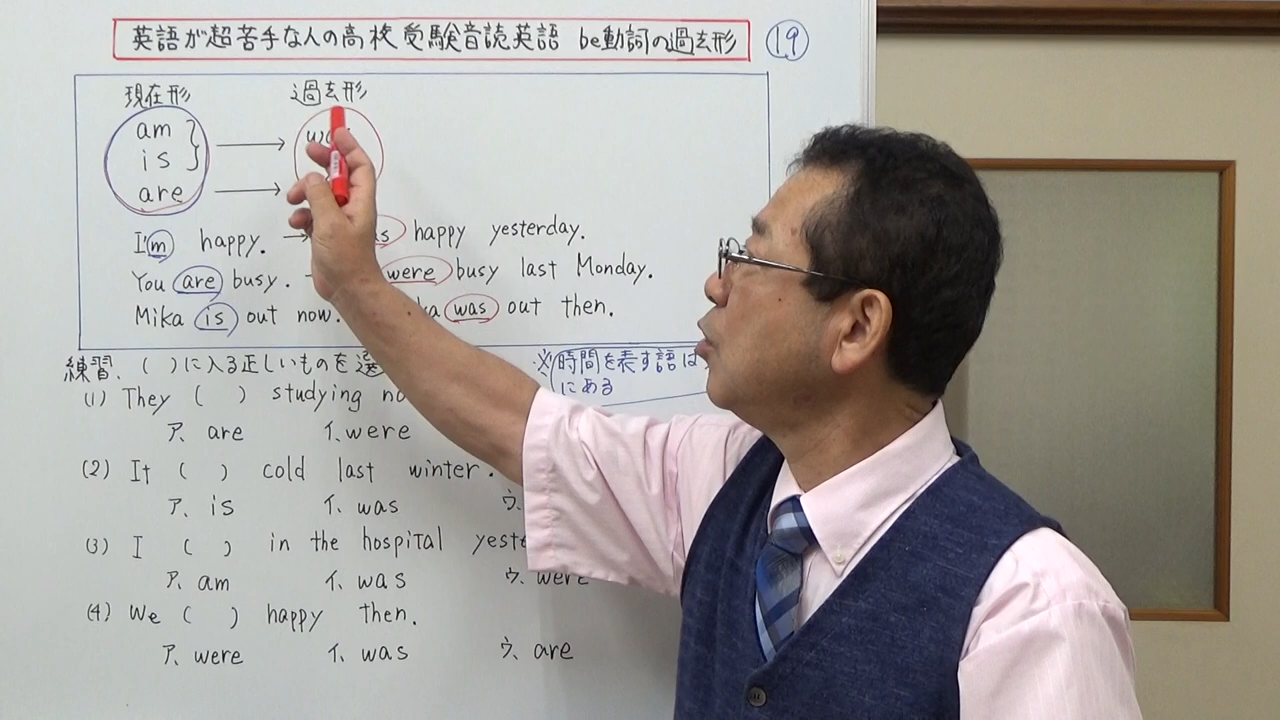 英語が超苦手な人の高校受験音読英語 be動詞の過去形 19
現在形 過去形
am
is
are
I'm happy. → happy yesterday.
You are busy. were busy last Monday.
Mika is out now. was out then.
練習、( )に入る正しいものを選
※時間を表す語は
にある
(1) They ( ) studying
ア、are イ、were
(2) It ( ) cold last winter.
ア、is イ、was ウ、
(3) I ( ) in the hospital
ア、am イ、was ウ、were
(4) We ( ) happy then.
ア、were イ、was ウ、are